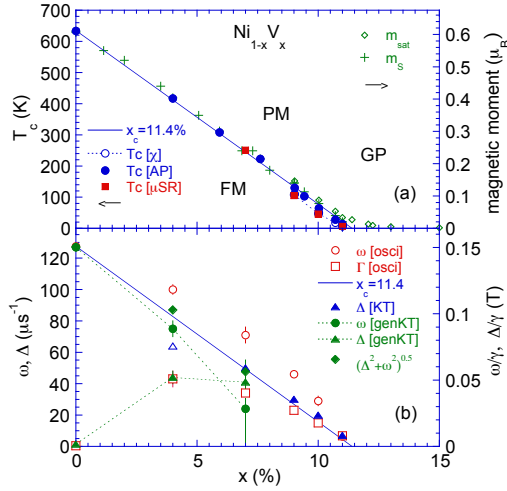 Ni1-xVx
m_sat
m_S
PM
GP
FM
x_c=11.4%
Tc [χ]
Tc [AP]
Tc [μSR]
(a)
T_c (K)
magnetic moment (μ_B)
700
600
500
400
300
200
100
0
0.6
0.5
0.4
0.3
0.2
0.1
0
ω [osci]
Γ [osci]
x_c=11.4
Δ [KT]
ω [genKT]
Δ [genKT]
(Δ²+ω²)^0.5
(b)
ω, Δ (μs⁻¹)
ω/γ, Δ/γ (T)
120
100
80
60
40
20
0
0.15
0.1
0.05
0
0
5
10
15
x (%)